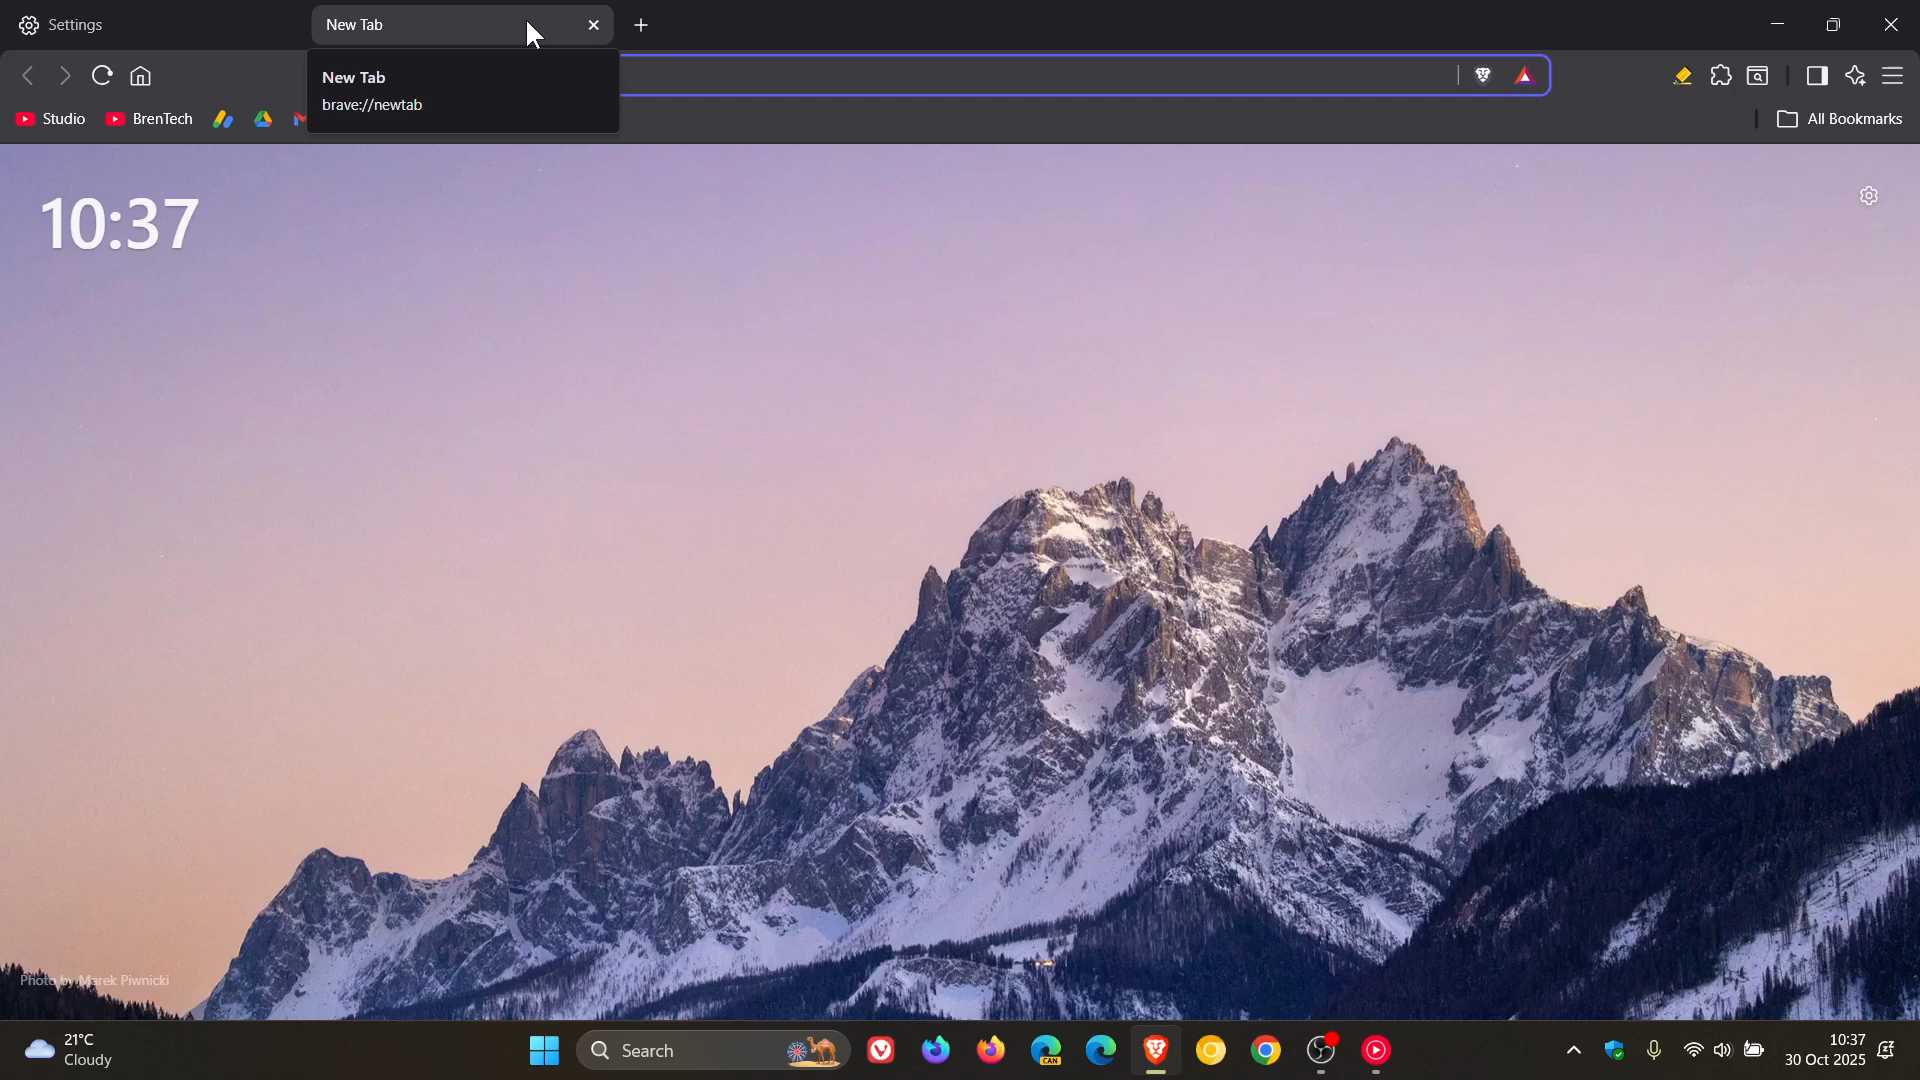 Settings
New Tab
New Tab
brave://newtab
Studio
BrenTech
All Bookmarks
10:37
Photo by Marek Piwnicki
21°C
Cloudy
Search
CAN
10:37
30 Oct 2025